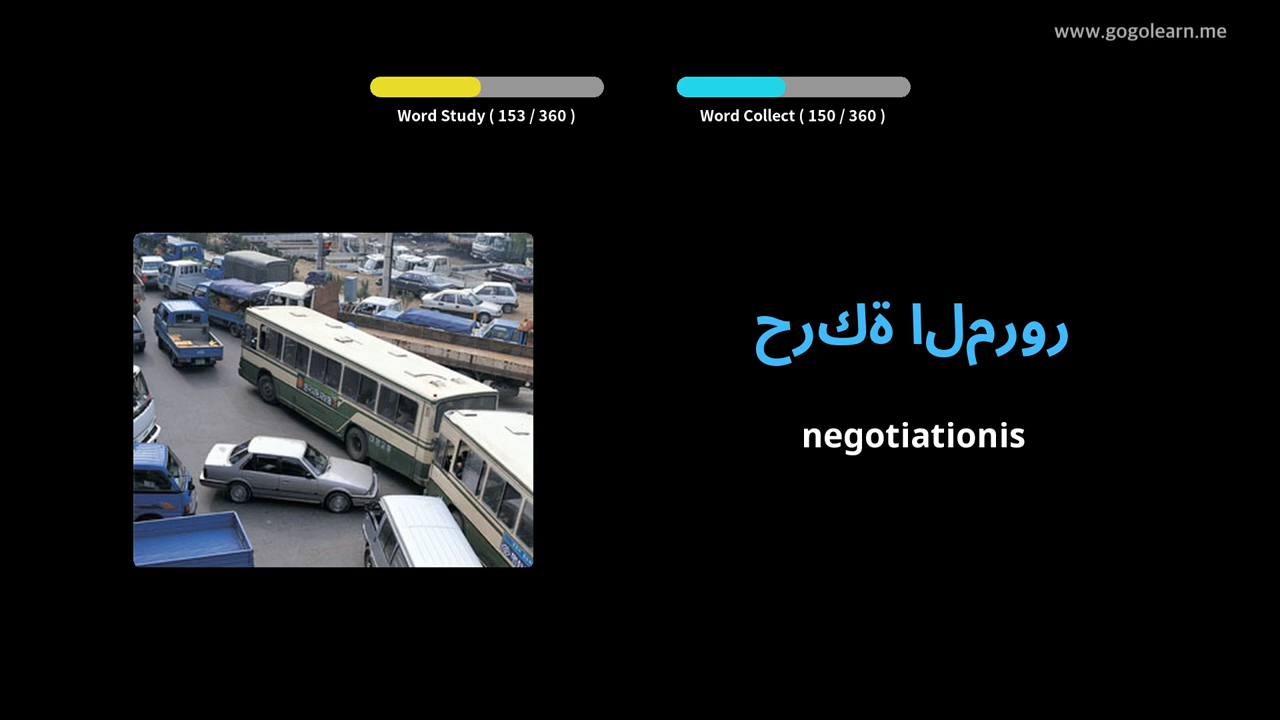 www.gogolearn.me
Word Study ( 153 / 360 )
Word Collect ( 150 / 360 )
حركة المرور
negotiationis